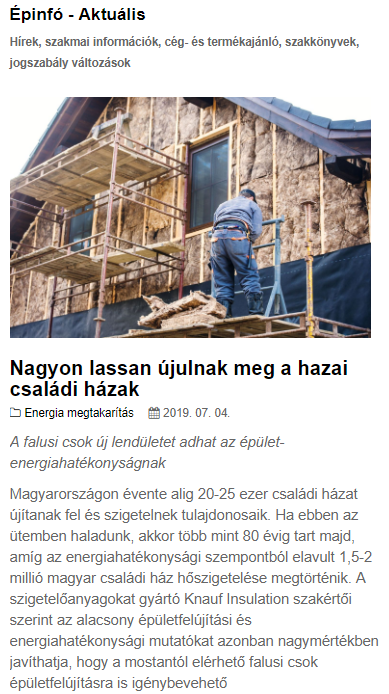 Épinfó - Aktuális
Hírek, szakmai információk, cég- és termékajánló, szakkönyvek,
jogszabály változások
Nagyon lassan újulnak meg a hazai
családi házak
Energia megtakarítás 2019. 07. 04.
A falusi csok új lendületet adhat az épület-
energiahatékonyságnak
Magyarországon évente alig 20-25 ezer családi házat
újítanak fel és szigetelnek tulajdonosaik. Ha ebben az
ütemben haladunk, akkor több mint 80 évig tart majd,
amíg az energiahatékonysági szempontból elavult 1,5-2
millió magyar családi ház hőszigetelése megtörténik. A
szigetelőanyagokat gyártó Knauf Insulation szakértői
szerint az alacsony épületfelújítási és
energiahatékonysági mutatókat azonban nagymértékben
javíthatja, hogy a mostantól elérhető falusi csok
épületfelújításra is igénybevehető